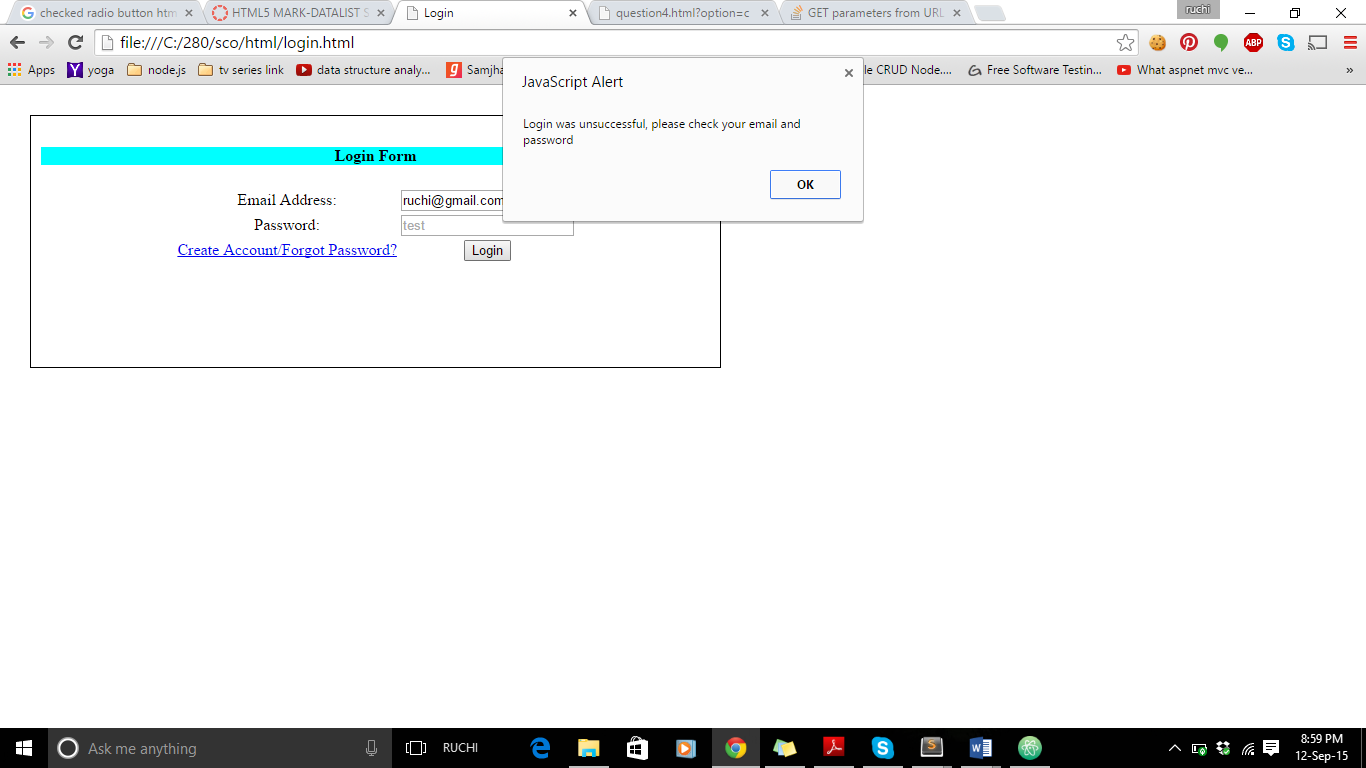 checked radio button htm
HTML5 MARK-DATALIST S
Login
question4.html?option=c
GET parameters from URL
ruchi
file:///C:/280/sco/html/login.html
ABP
Apps
yoga
node.js
tv series link
data structure analy...
Samjha
le CRUD Node....
Free Software Testin...
What aspnet mvc ve...
»
JavaScript Alert
Login was unsuccessful, please check your email and
password
OK
Login Form
Email Address:
ruchi@gmail.com
Password:
test
Create Account/Forgot Password?
Login
Ask me anything
RUCHI
8:59 PM
12-Sep-15